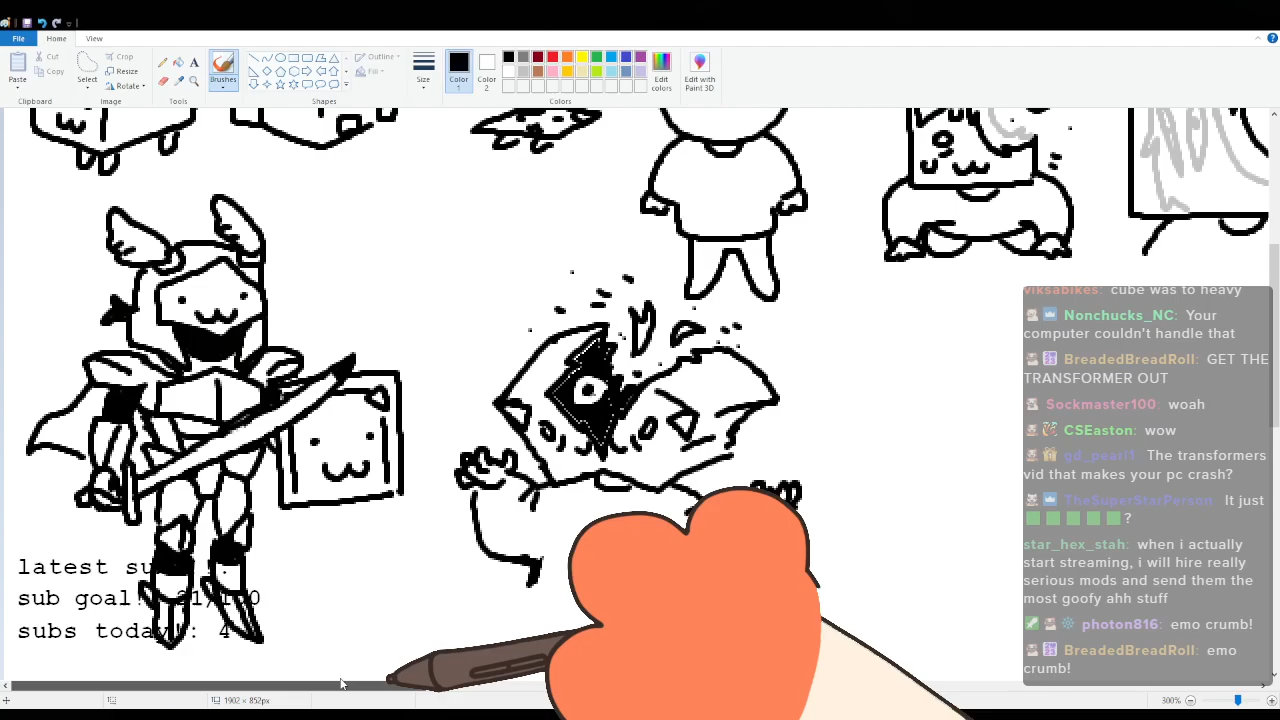 File Home View
Paste
Cut
Copy
Clipboard
Select
Crop
Resize
Rotate
Image
Tools
Brushes
Shapes
Outline
Fill
Size
Color 1
Color 2
Colors
Edit colors
Edit with Paint 3D
viksabikes: cube was to heavy
Nonchucks_NC: Your
computer couldn't handle that
BreadedBreadRoll: GET THE
TRANSFORMER OUT
Sockmaster100: woah
CSEaston: wow
gd_pearl1 The transformers
vid that makes your pc crash?
TheSuperStarPerson: It just
?
star_hex_stah: when i actually
start streaming, i will hire really
serious mods and send them the
most goofy ahh stuff
photon816: emo crumb!
BreadedBreadRoll: emo
crumb!
latest
sub goal!
subs today!: 4
1902 × 852px
300%